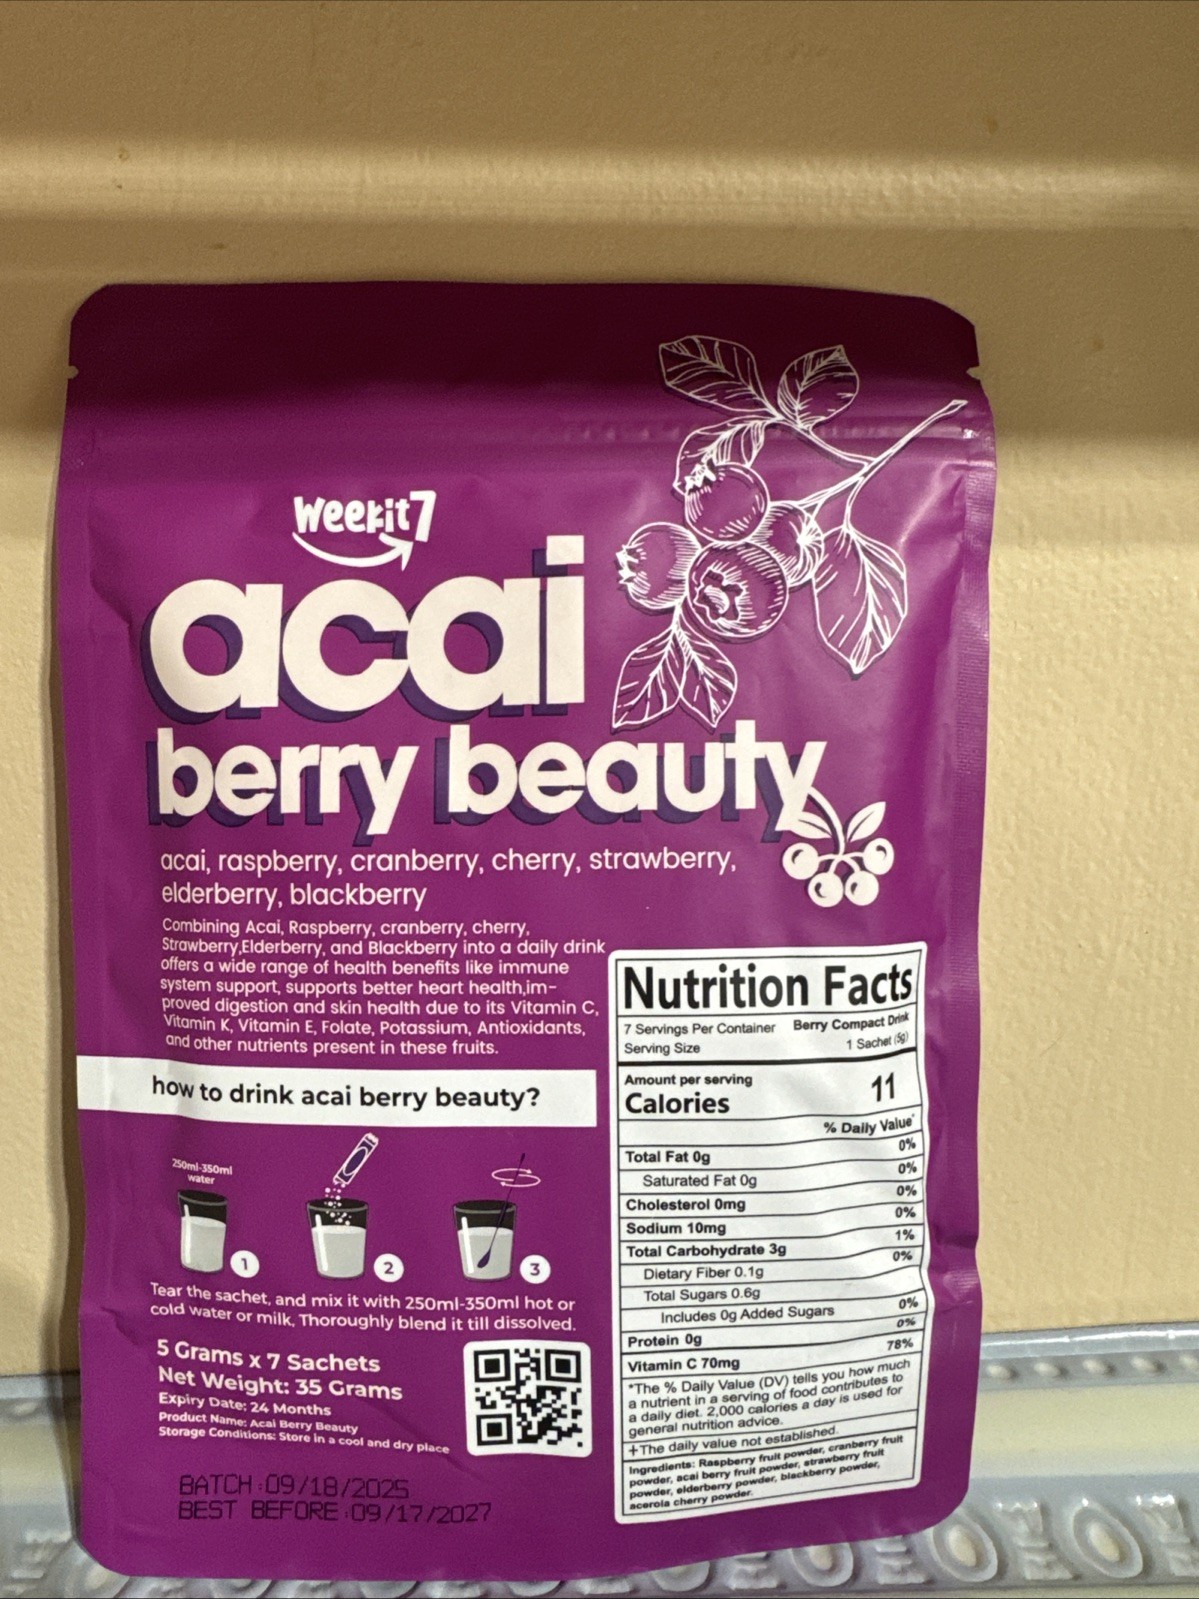 weekit7
acai
berry beauty
acai, raspberry, cranberry, cherry, strawberry,
elderberry, blackberry
Combining Acai, Raspberry, cranberry, cherry,
Strawberry,Elderberry, and Blackberry into a daily drink
offers a wide range of health benefits like immune
system support, supports better heart health,im-
proved digestion and skin health due to its Vitamin C,
Vitamin K, Vitamin E, Folate, Potassium, Antioxidants,
and other nutrients present in these fruits.
how to drink acai berry beauty?
250ml-350ml
water
1
2
3
Tear the sachet, and mix it with 250ml-350ml hot or
cold water or milk, Thoroughly blend it till dissolved.
5 Grams x 7 Sachets
Net Weight: 35 Grams
Expiry Date: 24 Months
Product Name: Acai Berry Beauty
Storage Conditions: Store in a cool and dry place
BATCH:09/18/2025
BEST BEFORE:09/17/2027
Nutrition Facts
7 Servings Per Container Berry Compact Drink
Serving Size 1 Sachet (5g)
Amount per serving
Calories 11
% Daily Value*
Total Fat 0g 0%
Saturated Fat 0g 0%
Cholesterol 0mg 0%
Sodium 10mg 0%
Total Carbohydrate 3g 1%
Dietary Fiber 0.1g 0%
Total Sugars 0.6g
Includes 0g Added Sugars 0%
Protein 0g 0%
Vitamin C 70mg 78%
*The % Daily Value (DV) tells you how much
a nutrient in a serving of food contributes to
a daily diet. 2,000 calories a day is used for
general nutrition advice.
+The daily value not established.
Ingredients: Raspberry fruit powder, cranberry fruit
powder, acai berry fruit powder, strawberry fruit
powder, elderberry powder, blackberry powder,
acerola cherry powder.